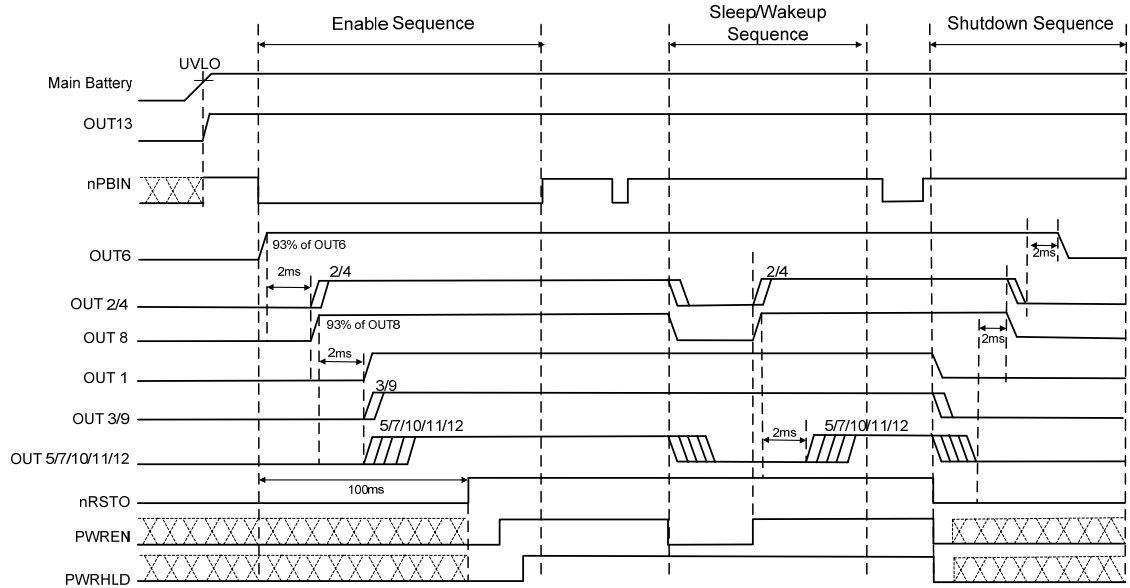 Enable Sequence
Sleep/Wakeup
Sequence
Shutdown Sequence
UVLO
Main Battery
OUT13
nPBIN
93% of OUT6
OUT6
2ms
2ms
2/4
2/4
OUT 2/4
93% of OUT8
OUT 8
2ms
2ms
OUT 1
3/9
OUT 3/9
5/7/10/11/12
5/7/10/11/12
2ms
OUT 5/7/10/11/12
100ms
nRSTO
PWREN
PWRHLD